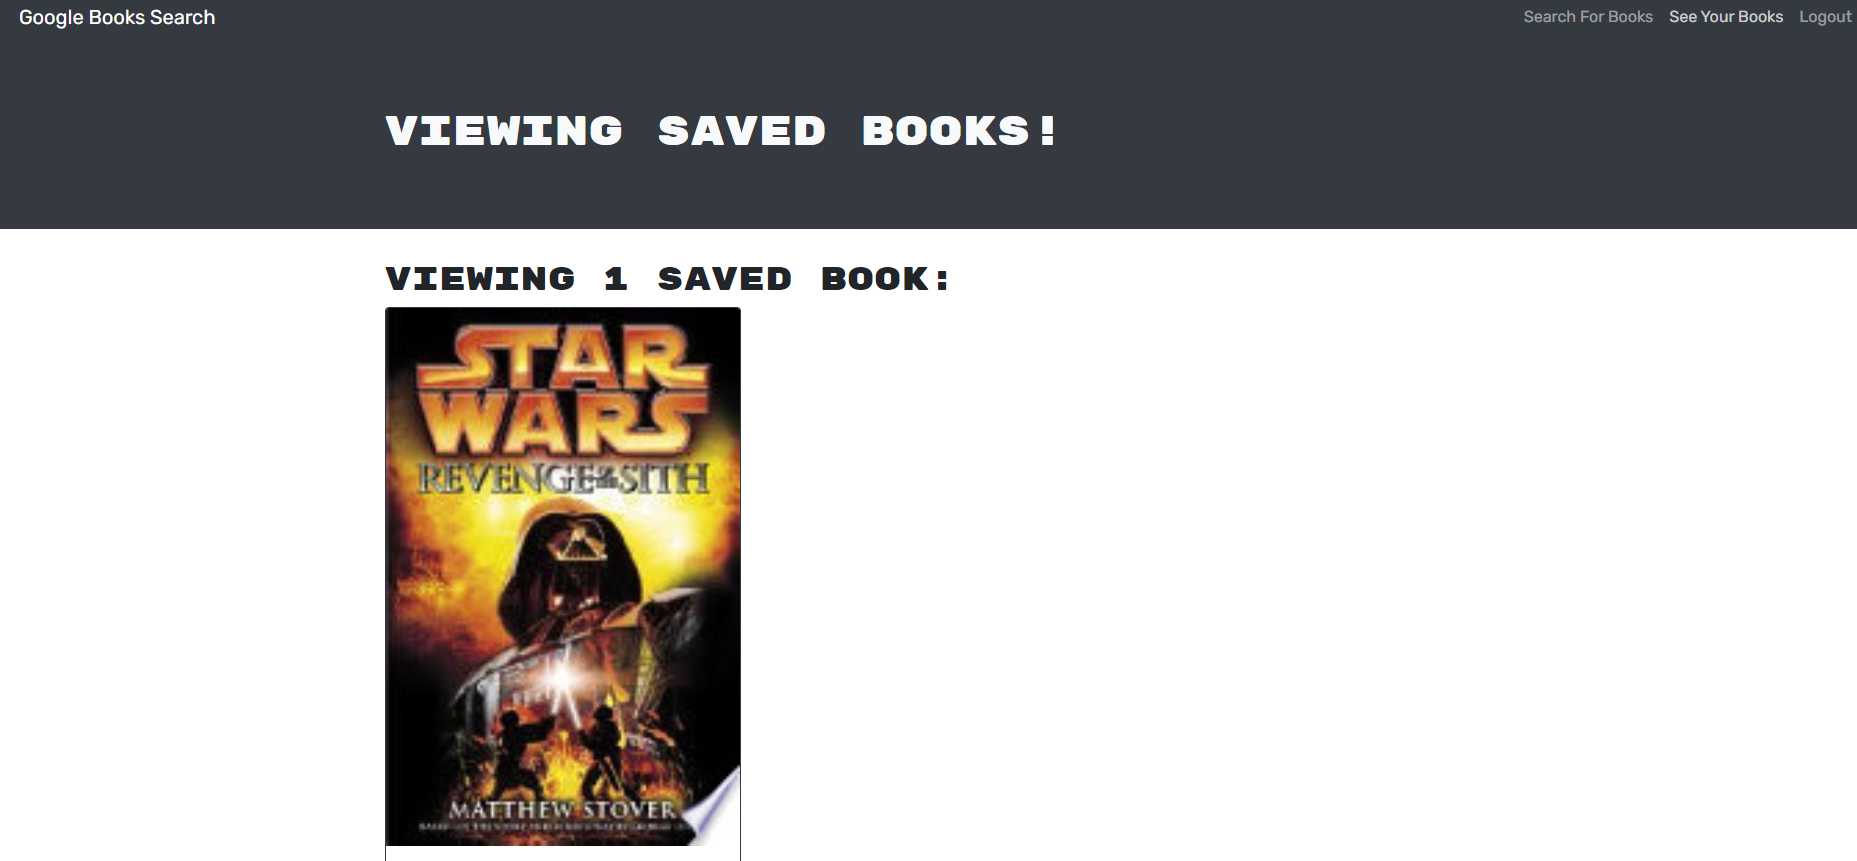 Google Books Search
Search For Books See Your Books Logout
VIEWING SAVED BOOKS!
VIEWING 1 SAVED BOOK:
STAR
WARS
REVENGE OF THE SITH
MATTHEW STOVER